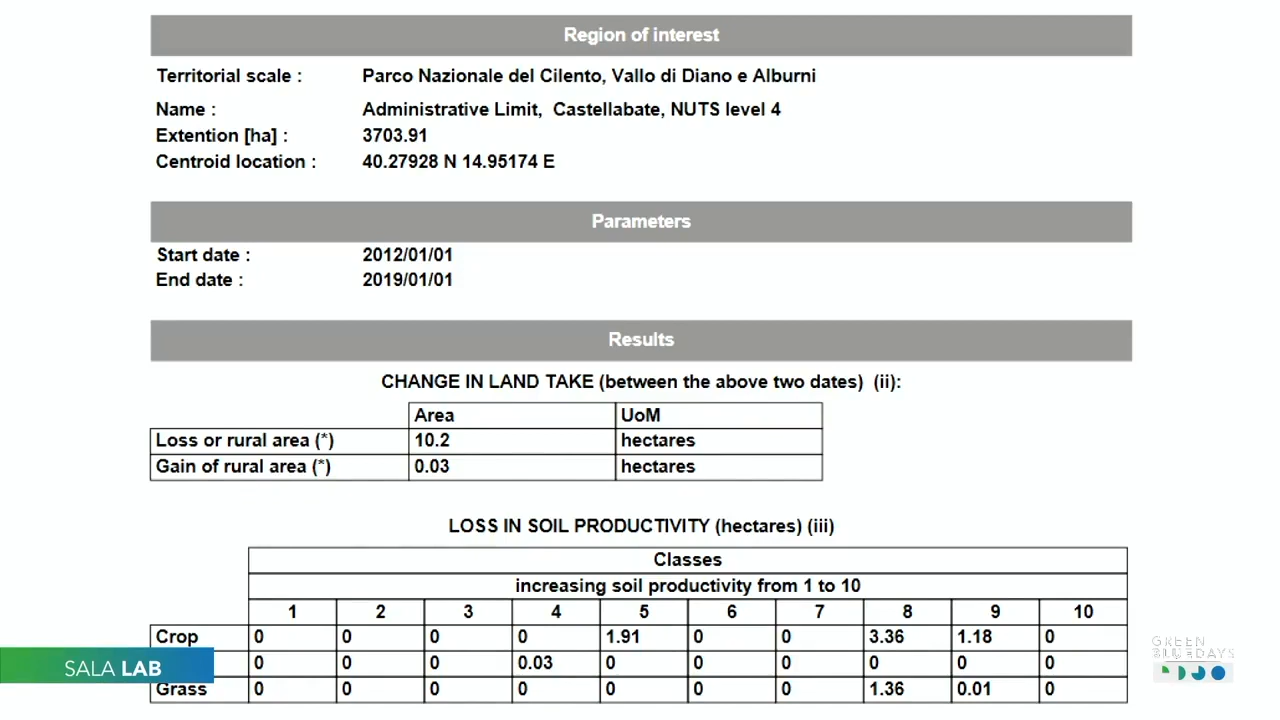 Region of interest
Territorial scale : Parco Nazionale del Cilento, Vallo di Diano e Alburni
Name : Administrative Limit, Castellabate, NUTS level 4
Extention [ha] : 3703.91
Centroid location : 40.27928 N 14.95174 E
Parameters
Start date : 2012/01/01
End date : 2019/01/01
Results
CHANGE IN LAND TAKE (between the above two dates) (ii):
Area UoM
Loss or rural area (*) 10.2 hectares
Gain of rural area (*) 0.03 hectares
LOSS IN SOIL PRODUCTIVITY (hectares) (iii)
Classes
increasing soil productivity from 1 to 10
1 2 3 4 5 6 7 8 9 10
Crop 0 0 0 0 1.91 0 0 3.36 1.18 0
0 0 0 0.03 0 0 0 0 0 0
Grass 0 0 0 0 0 0 0 1.36 0.01 0
SALA LAB
GREEN
BLUE DAYS